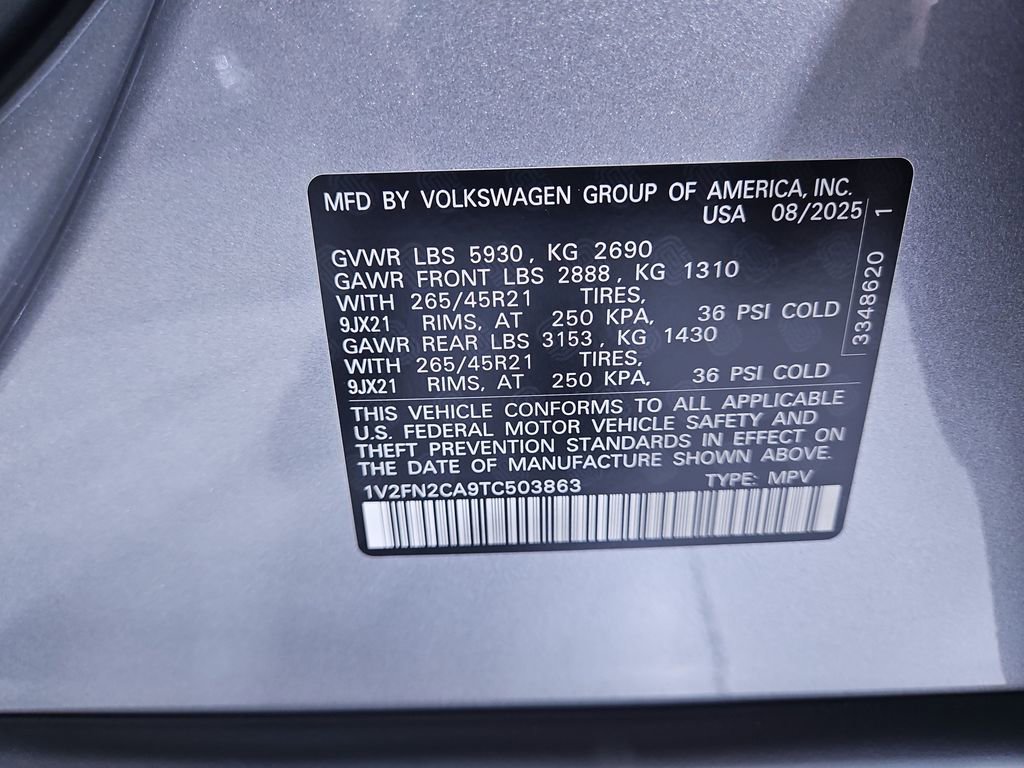 MFD BY VOLKSWAGEN GROUP OF AMERICA, INC.
USA 08/2025
GVWR LBS 5930, KG 2690
GAWR FRONT LBS 2888, KG 1310
WITH 265/45R21 TIRES,
9JX21 RIMS, AT 250 KPA, 36 PSI COLD
GAWR REAR LBS 3153, KG 1430
WITH 265/45R21 TIRES,
9JX21 RIMS, AT 250 KPA, 36 PSI COLD
3348620 1
THIS VEHICLE CONFORMS TO ALL APPLICABLE
U.S. FEDERAL MOTOR VEHICLE SAFETY AND
THEFT PREVENTION STANDARDS IN EFFECT ON
THE DATE OF MANUFACTURE SHOWN ABOVE.
1V2FN2CA9TC503863 TYPE: MPV